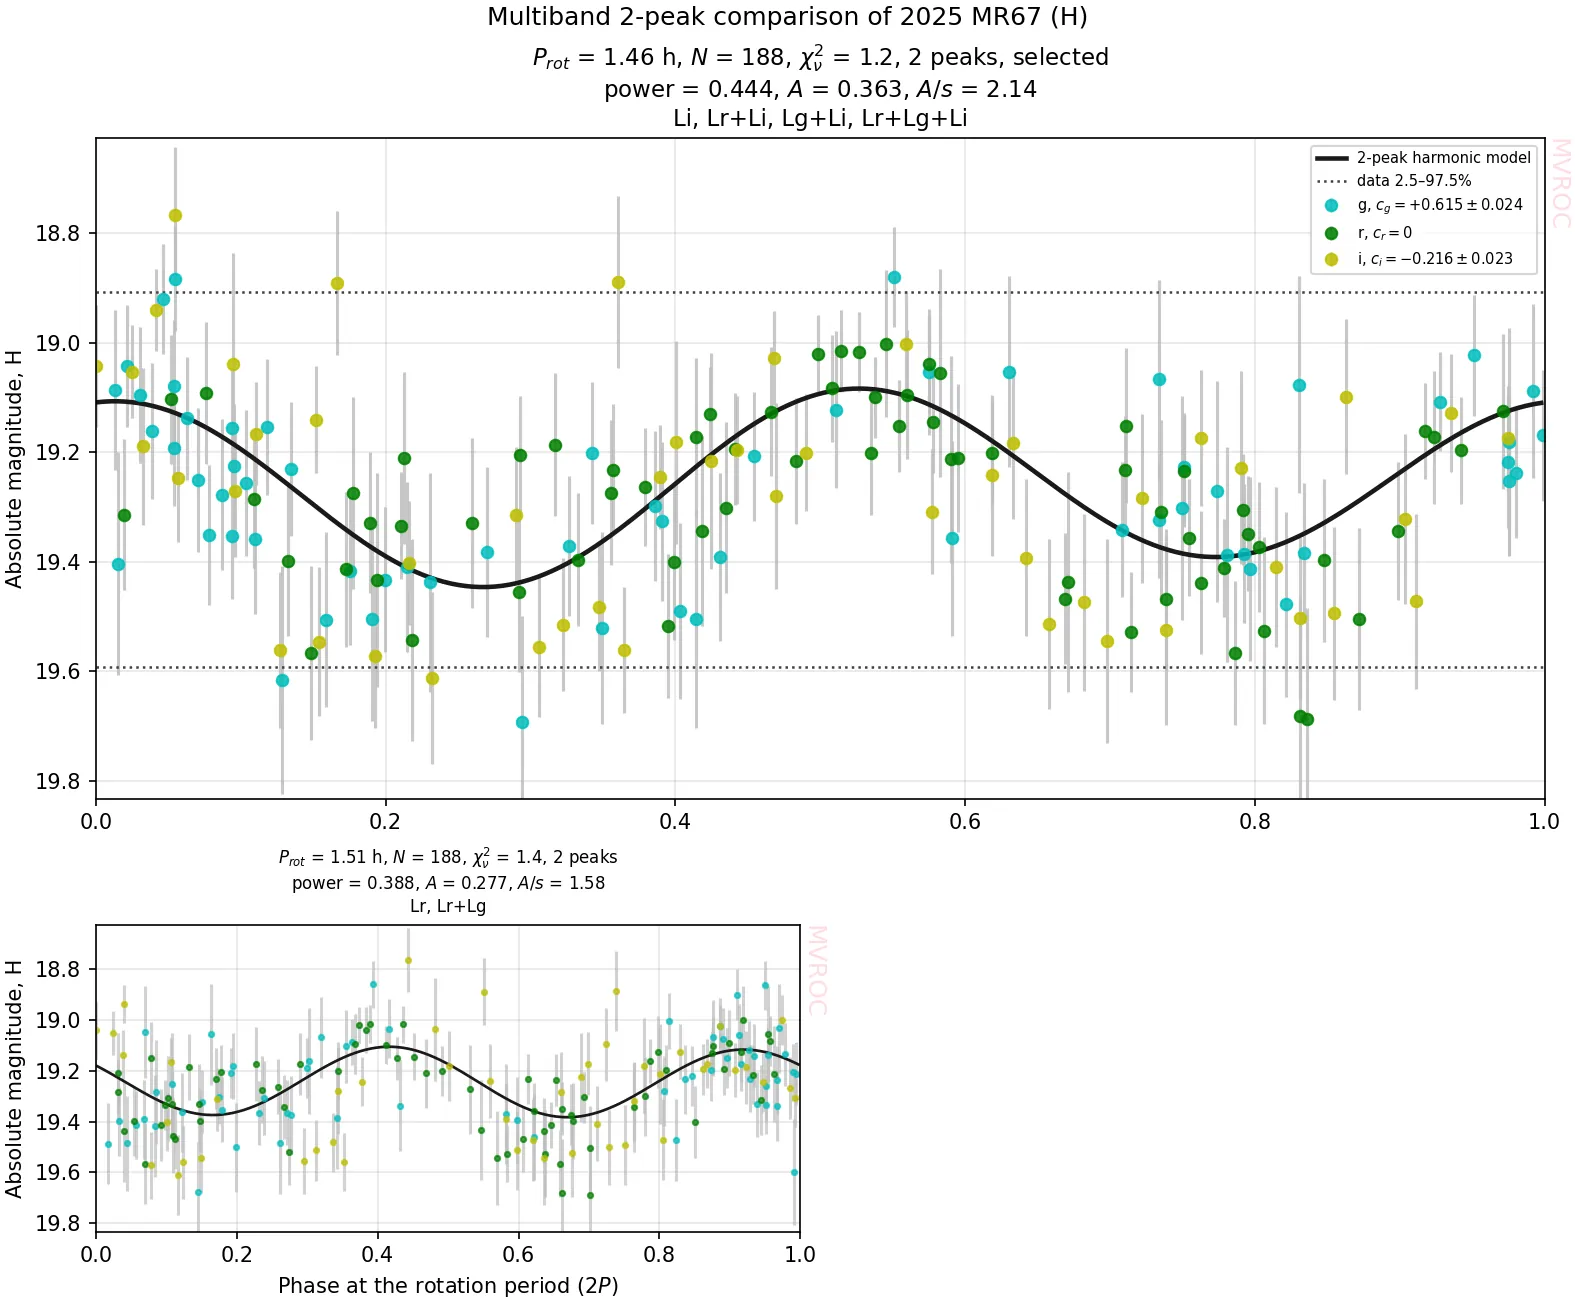 Multiband 2-peak comparison of 2025 MR67 (H)
P_rot = 1.46 h, N = 188, χ²_ν = 1.2, 2 peaks, selected
power = 0.444, A = 0.363, A/s = 2.14
Li, Lr+Li, Lg+Li, Lr+Lg+Li
MVROC
2-peak harmonic model
data 2.5–97.5%
g, c_g = +0.615 ± 0.024
r, c_r = 0
i, c_i = −0.216 ± 0.023
Absolute magnitude, H
18.8
19.0
19.2
19.4
19.6
19.8
0.0 0.2 0.4 0.6 0.8 1.0
P_rot = 1.51 h, N = 188, χ²_ν = 1.4, 2 peaks
power = 0.388, A = 0.277, A/s = 1.58
Lr, Lr+Lg
MVROC
Absolute magnitude, H
18.8
19.0
19.2
19.4
19.6
19.8
0.0 0.2 0.4 0.6 0.8 1.0
Phase at the rotation period (2P)